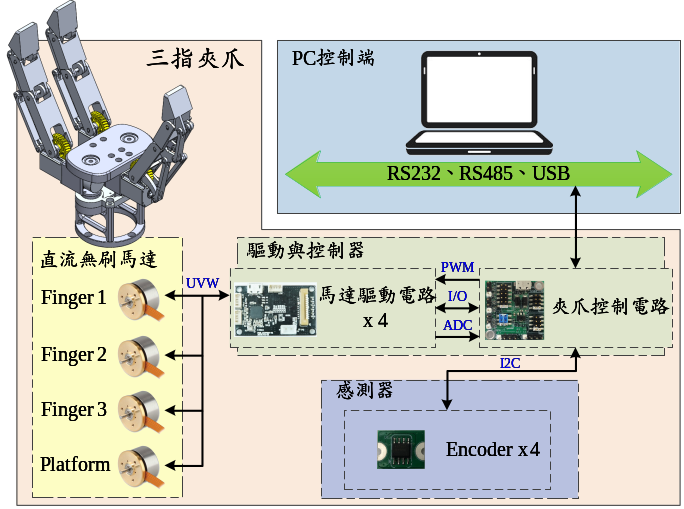 三指夾爪
PC控制端
RS232、RS485、USB
直流無刷馬達
Finger 1
Finger 2
Finger 3
Platform
UVW
驅動與控制器
馬達驅動電路
x 4
PWM
I/O
ADC
夾爪控制電路
I2C
感測器
Encoder x4